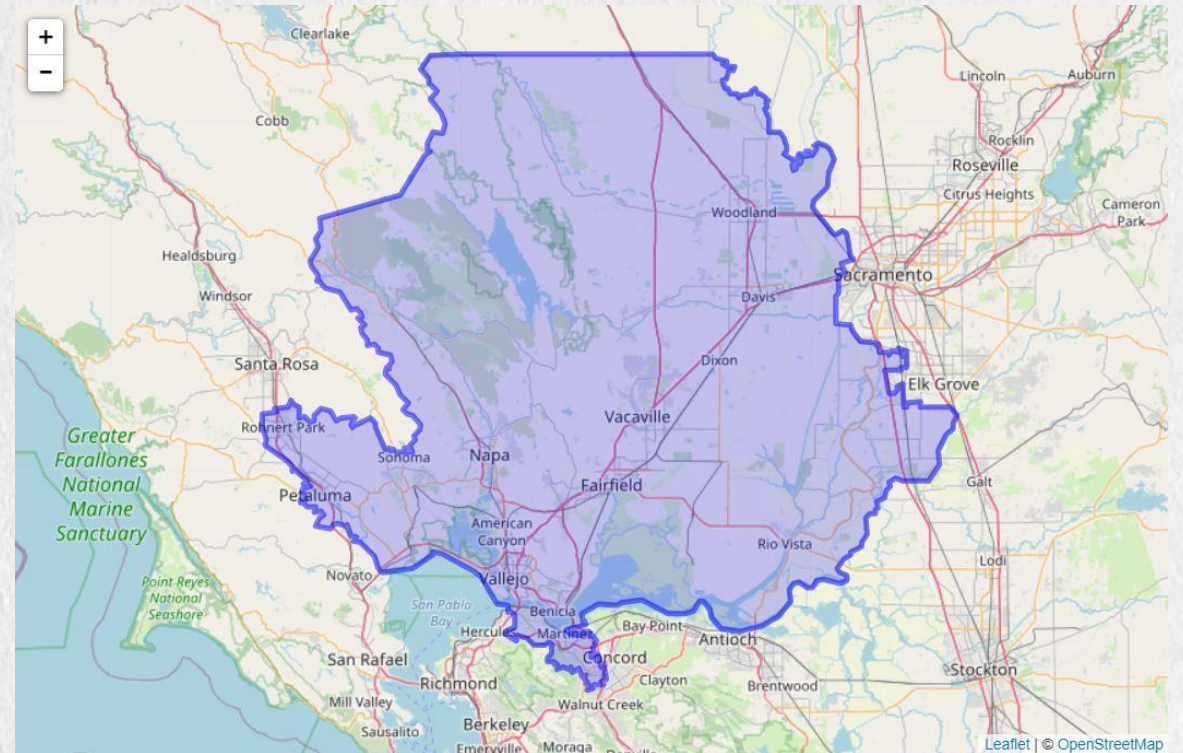 +
Clearlake
−
Lincoln
Auburn
Cobb
Rocklin
Roseville
Citrus Heights
Cameron
Park
Woodland
Healdsburg
Sacramento
Windsor
Davis
Santa Rosa
Dixon
Elk Grove
Vacaville
Rohnert Park
Greater
Farallones
National
Marine
Sanctuary
Sonoma
Napa
Galt
Fairfield
Petaluma
American
Canyon
Rio Vista
Lodi
Novato
Vallejo
Point Reyes
National
Seashore
San Pablo
Bay
Benicia
Hercules
Martinez
Bay Point
Antioch
San Rafael
Concord
Stockton
Richmond
Clayton
Brentwood
Mill Valley
Walnut Creek
Sausalito
Berkeley
Emeryville
Moraga
Danville
Leaflet | © OpenStreetMap